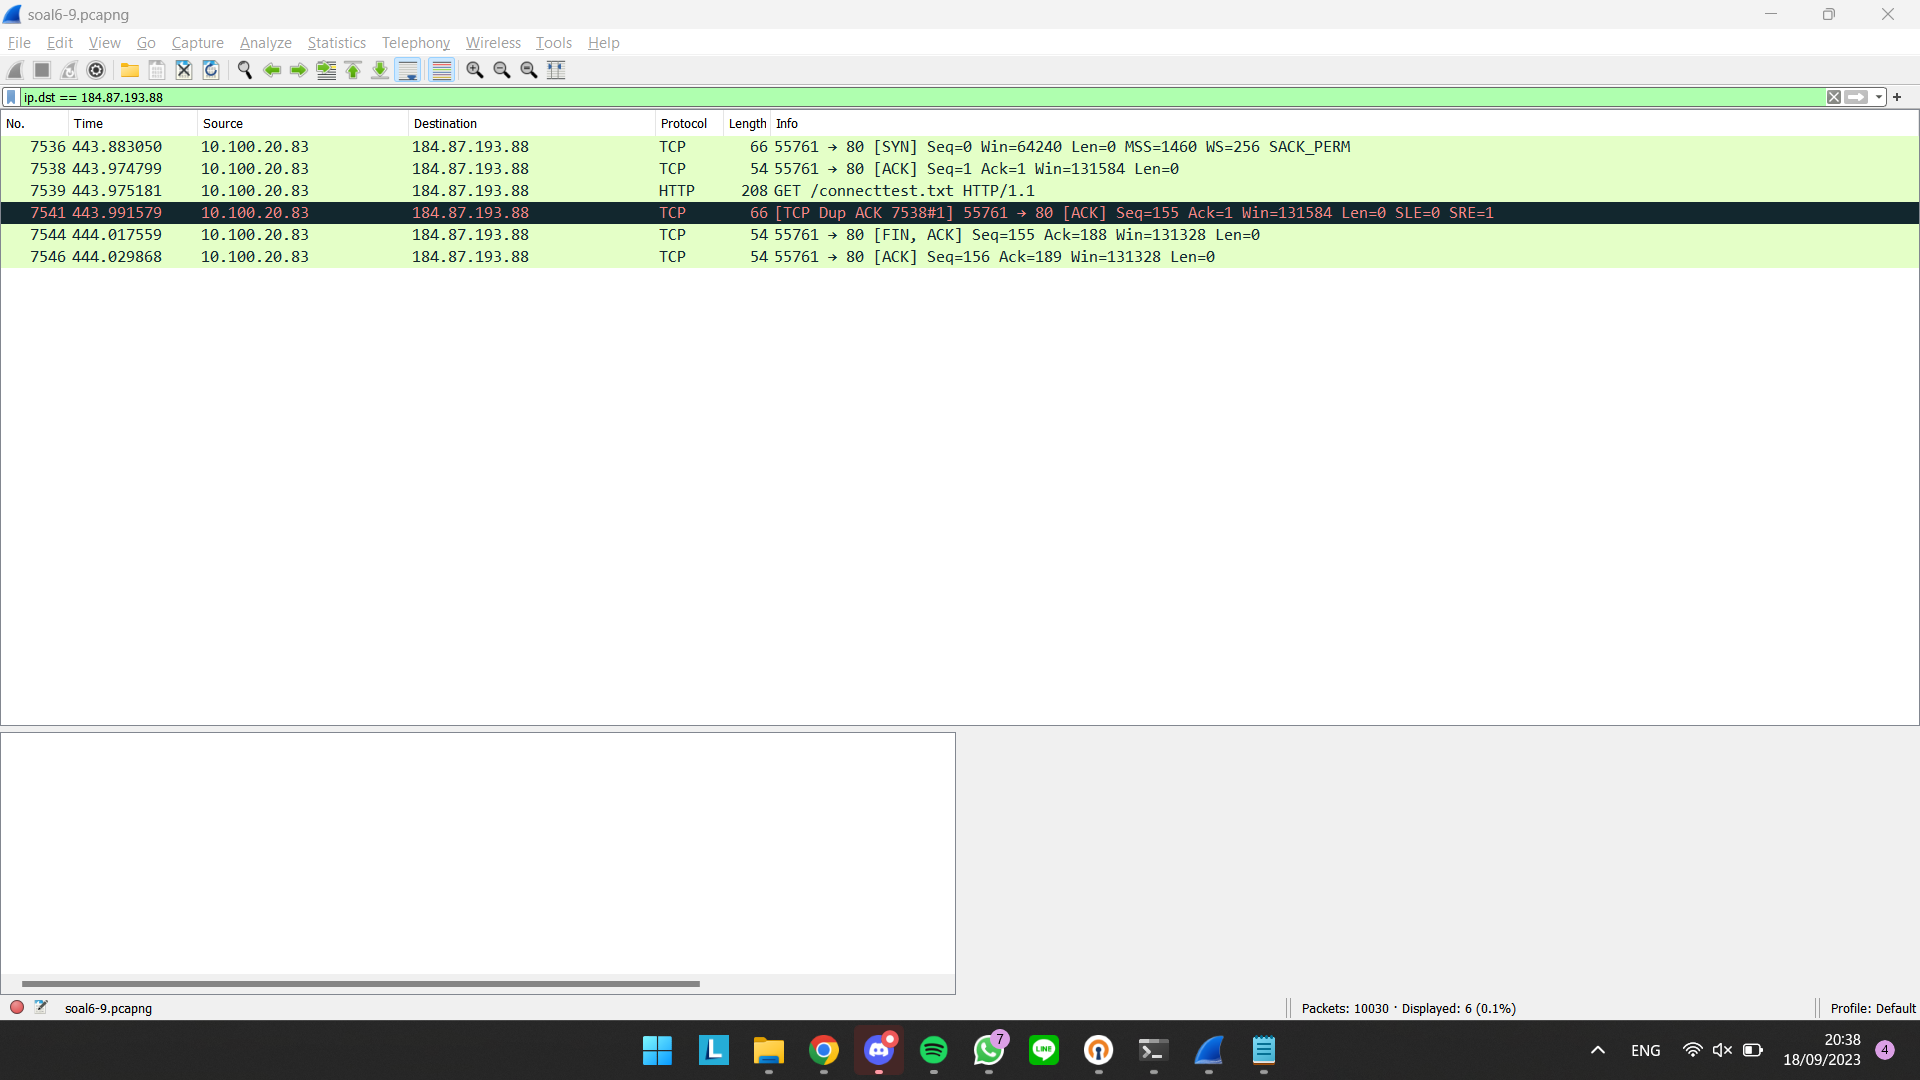 soal6-9.pcapng
File Edit View Go Capture Analyze Statistics Telephony Wireless Tools Help
ip.dst == 184.87.193.88
No. Time Source Destination Protocol Length Info
7536 443.883050 10.100.20.83 184.87.193.88 TCP 66 55761 → 80 [SYN] Seq=0 Win=64240 Len=0 MSS=1460 WS=256 SACK_PERM
7538 443.974799 10.100.20.83 184.87.193.88 TCP 54 55761 → 80 [ACK] Seq=1 Ack=1 Win=131584 Len=0
7539 443.975181 10.100.20.83 184.87.193.88 HTTP 208 GET /connecttest.txt HTTP/1.1
7541 443.991579 10.100.20.83 184.87.193.88 TCP 66 [TCP Dup ACK 7538#1] 55761 → 80 [ACK] Seq=155 Ack=1 Win=131584 Len=0 SLE=0 SRE=1
7544 444.017559 10.100.20.83 184.87.193.88 TCP 54 55761 → 80 [FIN, ACK] Seq=155 Ack=188 Win=131328 Len=0
7546 444.029868 10.100.20.83 184.87.193.88 TCP 54 55761 → 80 [ACK] Seq=156 Ack=189 Win=131328 Len=0
soal6-9.pcapng
Packets: 10030 · Displayed: 6 (0.1%)
Profile: Default
L
7
LINE
ENG
20:38
18/09/2023
4